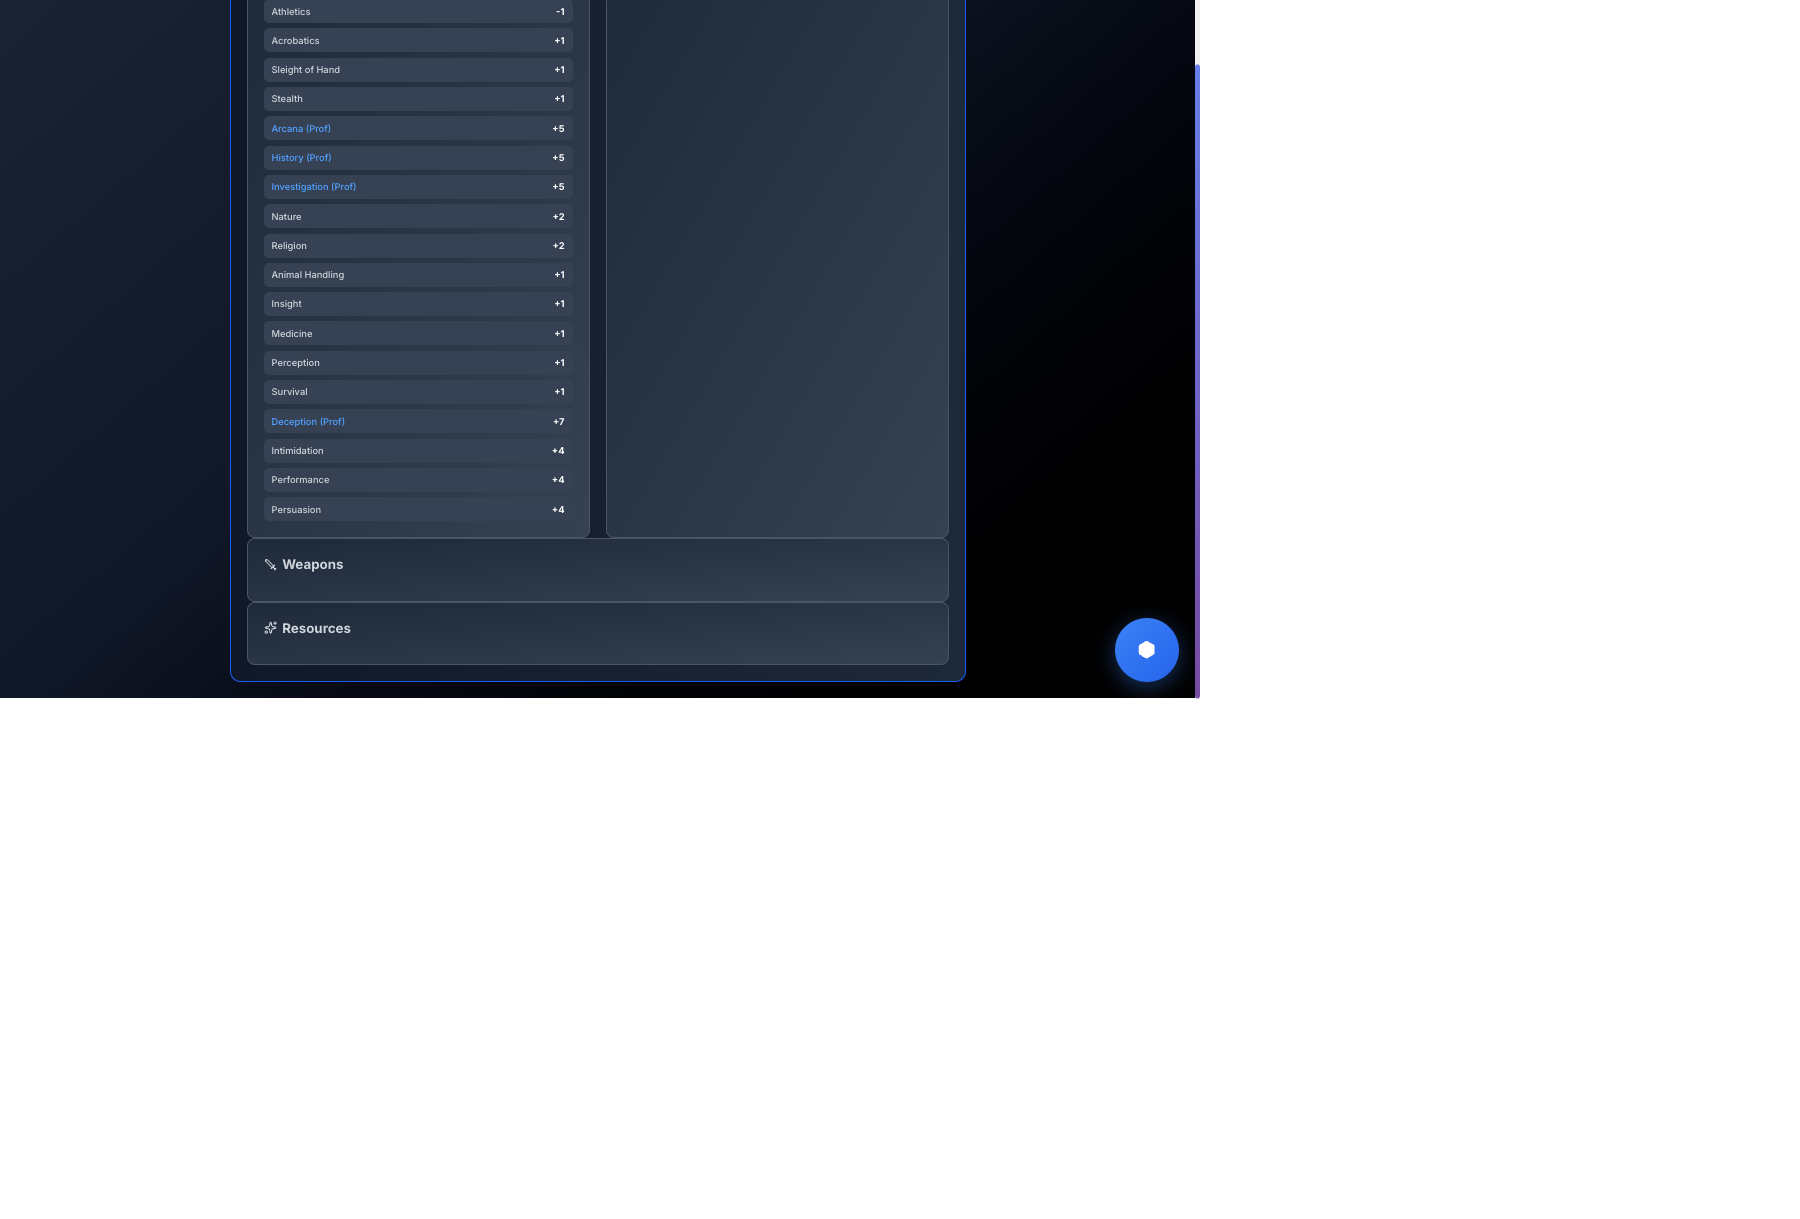 Athletics -1
Acrobatics +1
Sleight of Hand +1
Stealth +1
Arcana (Prof) +5
History (Prof) +5
Investigation (Prof) +5
Nature +2
Religion +2
Animal Handling +1
Insight +1
Medicine +1
Perception +1
Survival +1
Deception (Prof) +7
Intimidation +4
Performance +4
Persuasion +4
Weapons
Resources